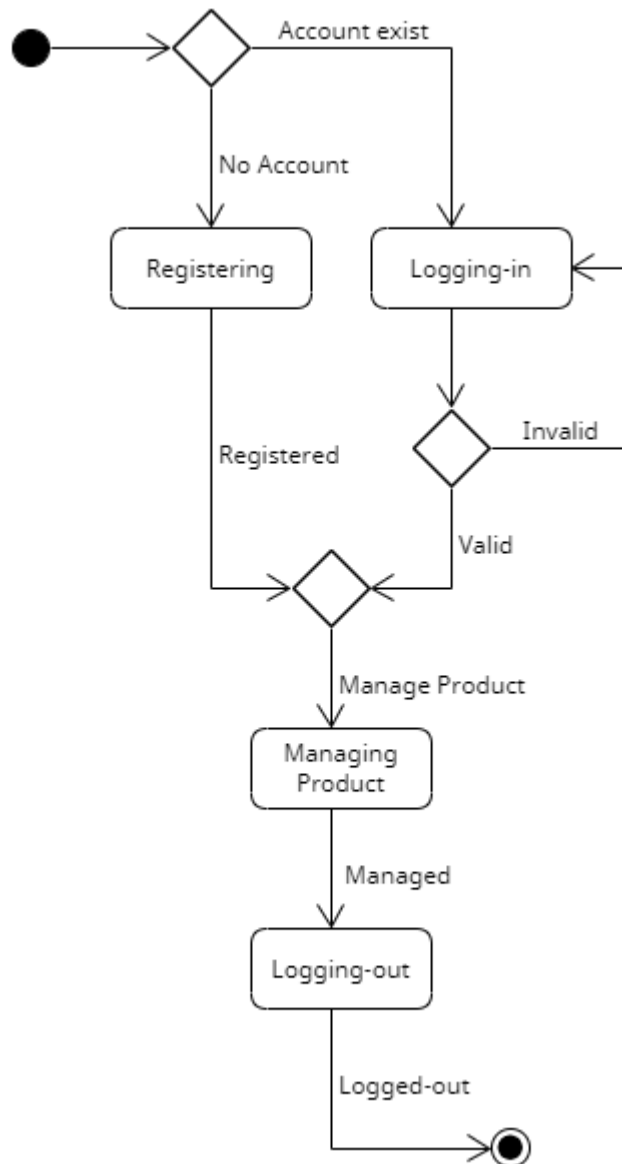 Account exist
No Account
Registering
Logging-in
Invalid
Registered
Valid
Manage Product
Managing
Product
Managed
Logging-out
Logged-out